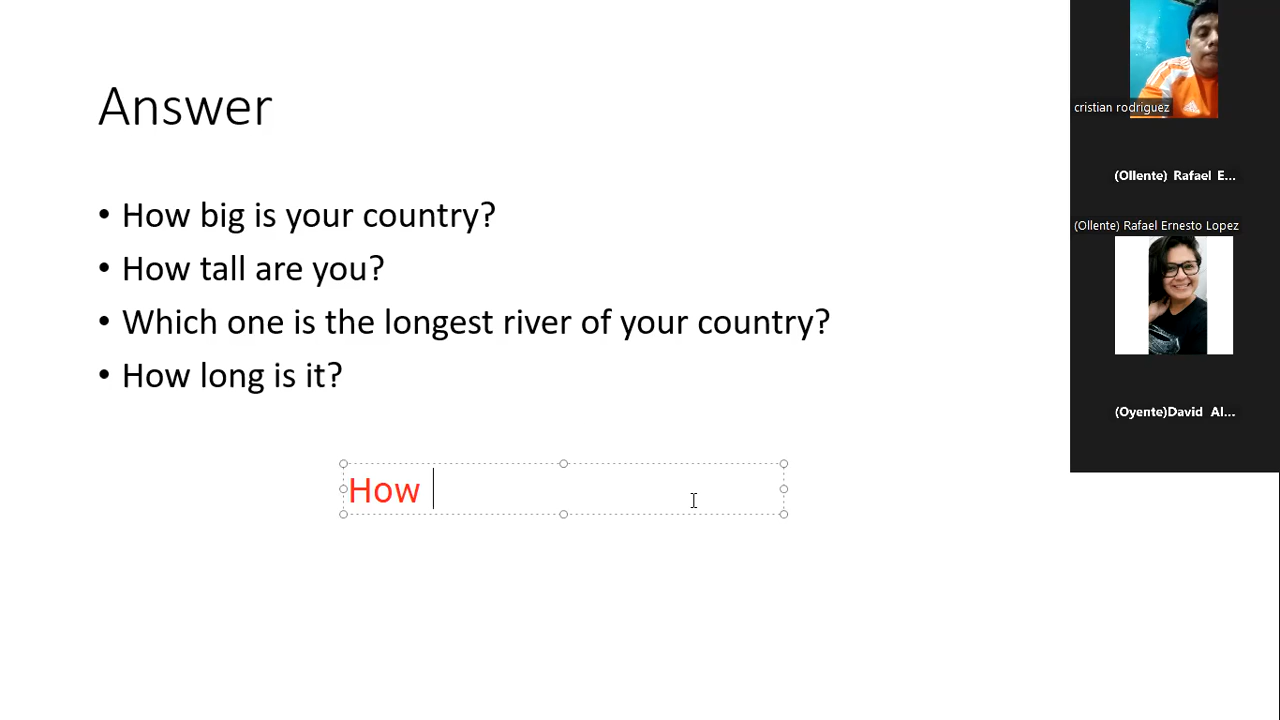 Answer
• How big is your country?
• How tall are you?
• Which one is the longest river of your country?
• How long is it?
How
cristian rodriguez
(Ollente) Rafael E...
(Ollente) Rafael Ernesto Lopez
(Oyente)David Al...